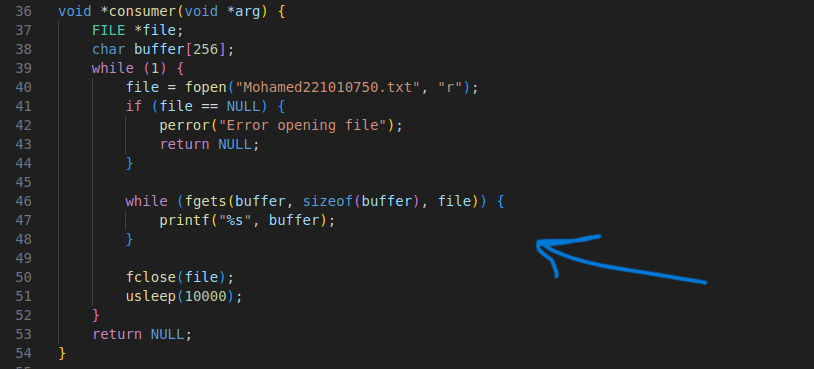 36 void *consumer(void *arg) {
37 FILE *file;
38 char buffer[256];
39 while (1) {
40 file = fopen("Mohamed221010750.txt", "r");
41 if (file == NULL) {
42 perror("Error opening file");
43 return NULL;
44 }
45
46 while (fgets(buffer, sizeof(buffer), file)) {
47 printf("%s", buffer);
48 }
49
50 fclose(file);
51 usleep(10000);
52 }
53 return NULL;
54 }